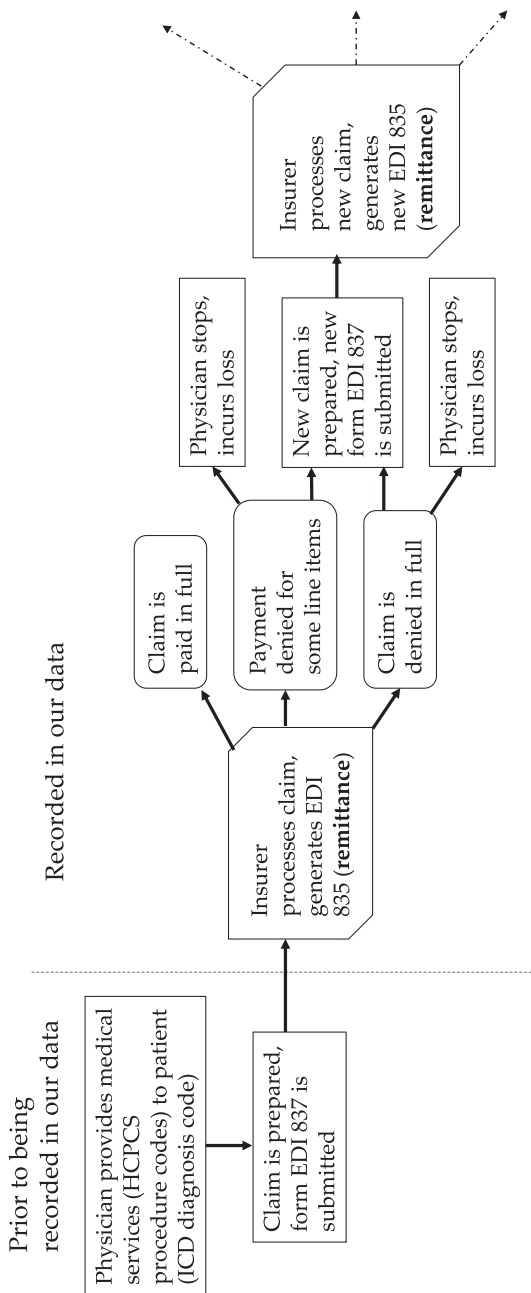 Prior to being
recorded in our data
Physician provides medical
services (HCPCS
procedure codes) to patient
(ICD diagnosis code)
Claim is prepared,
form EDI 837 is
submitted
Recorded in our data
Insurer
processes claim,
generates EDI
835 (remittance)
Claim is
paid in full
Payment
denied for
some line items
Claim is
denied in full
Physician stops,
incurs loss
New claim is
prepared, new
form EDI 837
is submitted
Physician stops,
incurs loss
Insurer
processes
new claim,
generates
new EDI 835
(remittance)